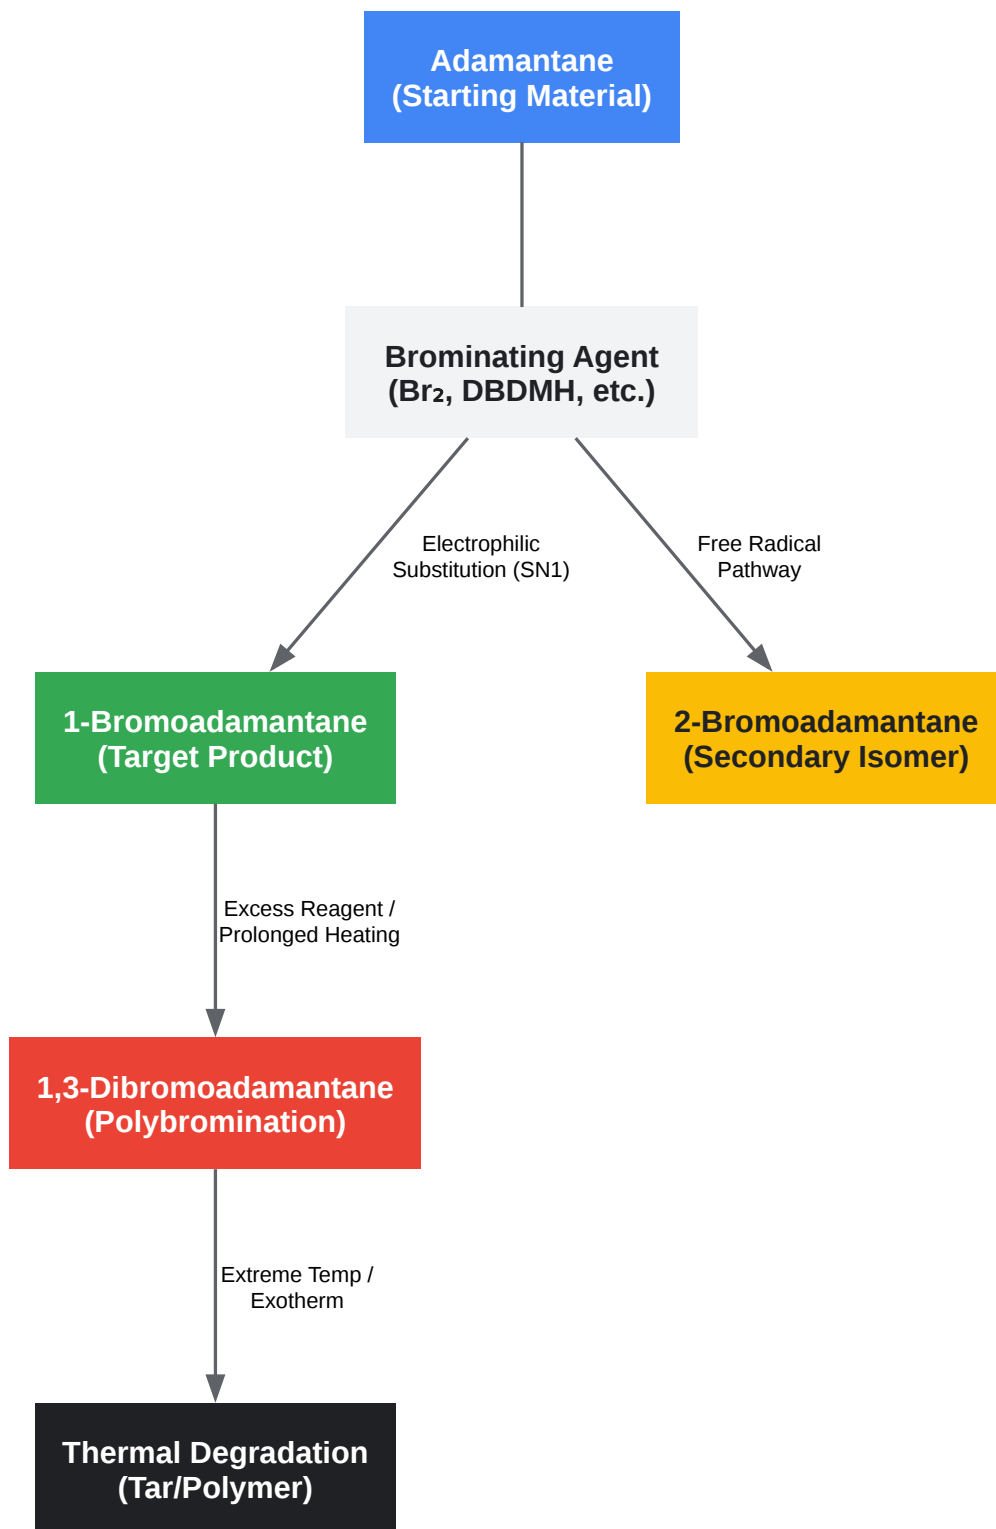 Adamantane
(Starting Material)
Brominating Agent
(Br₂, DBDMH, etc.)
Electrophilic
Substitution (SN1)
Free Radical
Pathway
1-Bromoadamantane
(Target Product)
2-Bromoadamantane
(Secondary Isomer)
Excess Reagent /
Prolonged Heating
1,3-Dibromoadamantane
(Polybromination)
Extreme Temp /
Exotherm
Thermal Degradation
(Tar/Polymer)